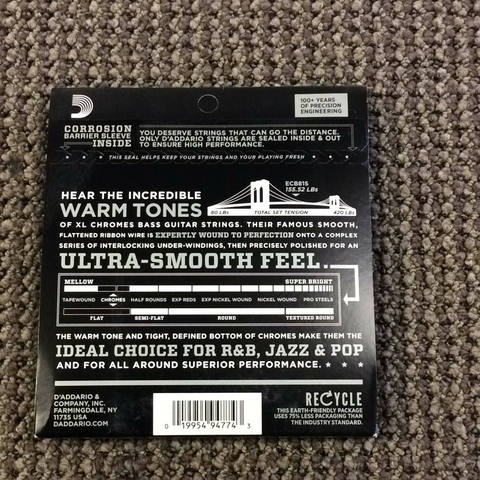 100+ YEARS
OF PRECISION
ENGINEERING
CORROSION
BARRIER SLEEVE
INSIDE
YOU DESERVE STRINGS THAT CAN GO THE DISTANCE.
ONLY D'ADDARIO STRINGS ARE SEALED INSIDE & OUT
TO ENSURE HIGH PERFORMANCE.
THIS SEAL HELPS KEEP YOUR STRINGS AND YOUR PLAYING FRESH
HEAR THE INCREDIBLE
WARM TONES
ECB81S
155.52 LBs
80 LBs TOTAL SET TENSION 420 LBs
OF XL CHROMES BASS GUITAR STRINGS. THEIR FAMOUS SMOOTH,
FLATTENED RIBBON WIRE IS EXPERTLY WOUND TO PERFECTION ONTO A COMPLEX
SERIES OF INTERLOCKING UNDER-WINDINGS, THEN PRECISELY POLISHED FOR AN
ULTRA-SMOOTH FEEL.
MELLOW SUPER BRIGHT
TAPEWOUND CHROMES HALF ROUNDS EXP REDS EXP NICKEL WOUND NICKEL WOUND PRO STEELS
FLAT SEMI-FLAT ROUND TEXTURED ROUND
THE WARM TONE AND TIGHT, DEFINED BOTTOM OF CHROMES MAKE THEM THE
IDEAL CHOICE FOR R&B, JAZZ & POP
AND FOR ALL AROUND SUPERIOR PERFORMANCE.
D'ADDARIO &
COMPANY, INC.
FARMINGDALE, NY
11735 USA
DADDARIO.COM
0 19954 94774 3
RECYCLE
THIS EARTH-FRIENDLY PACKAGE
USES 75% LESS PACKAGING THAN
THE INDUSTRY STANDARD.